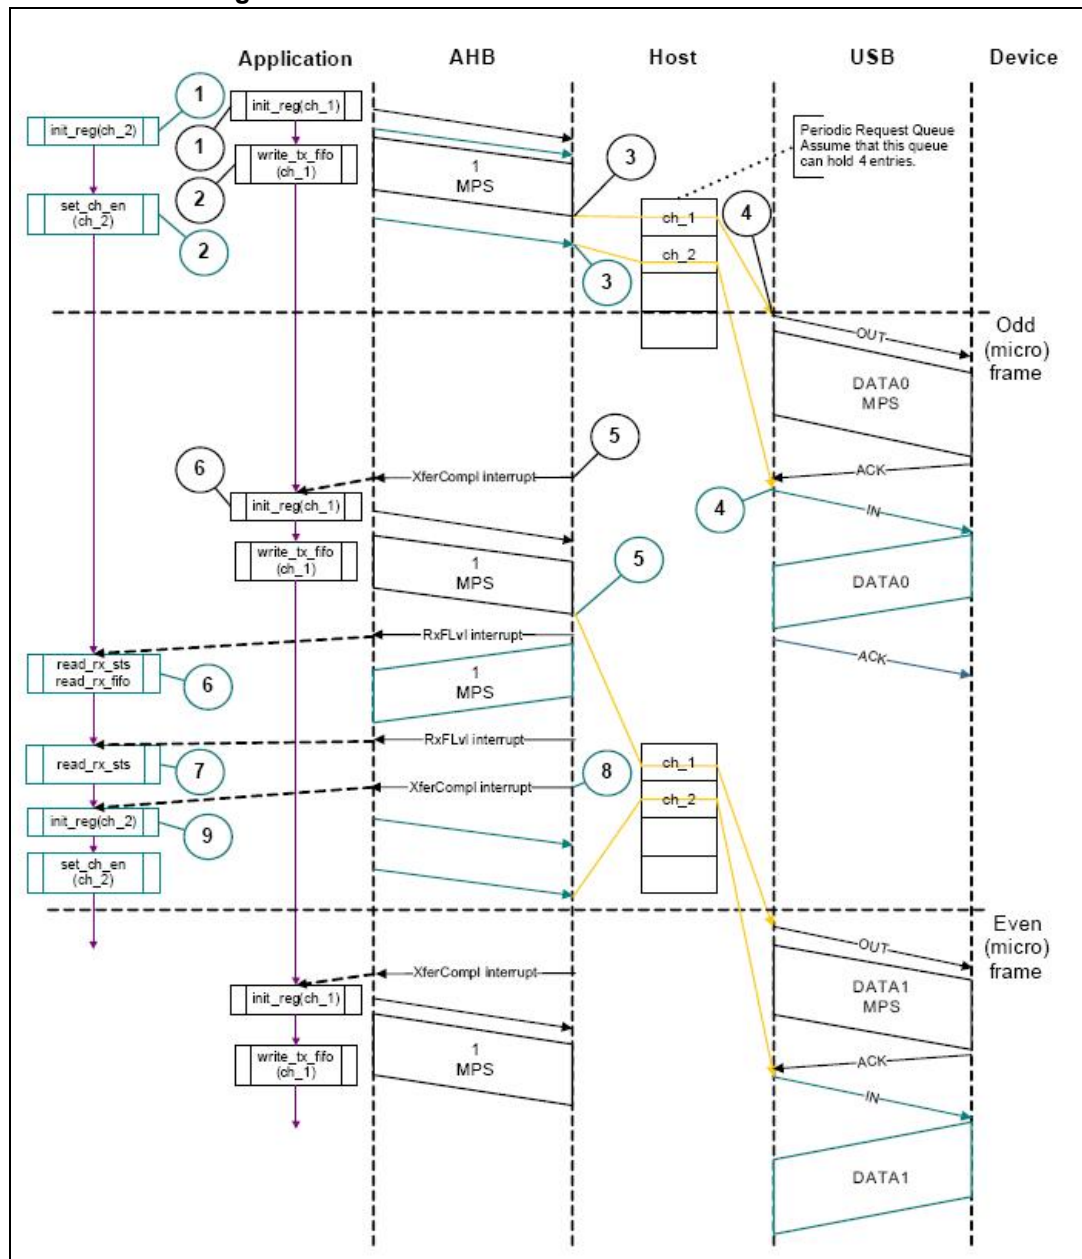 Application AHB Host USB Device
1
init_reg(ch_1)
init_reg(ch_2)
1
write_tx_fifo
(ch_1)
2
1
MPS
3
Periodic Request Queue
Assume that this queue
can hold 4 entries.
set_ch_en
(ch_2)
2
ch_1
4
ch_2
3
Odd
(micro)
frame
OUT
DATA0
MPS
5
6
XferCompl interrupt
ACK
init_reg(ch_1)
4
IN
write_tx_fifo
(ch_1)
1
MPS
5
DATA0
RxFLvl interrupt
ACK
read_rx_sts
read_rx_fifo
6
1
MPS
RxFLvl interrupt
read_rx_sts
7
8
ch_1
XferCompl interrupt
ch_2
init_reg(ch_2)
9
set_ch_en
(ch_2)
Even
(micro)
frame
OUT
XferCompl interrupt
DATA1
MPS
init_reg(ch_1)
write_tx_fifo
(ch_1)
1
MPS
ACK
IN
DATA1